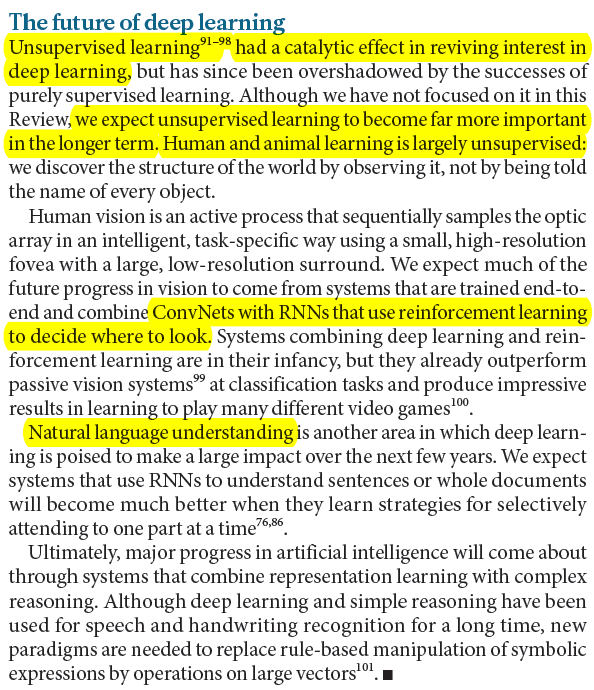 The future of deep learning
Unsupervised learning⁹¹⁻⁹⁸ had a catalytic effect in reviving interest in
deep learning, but has since been overshadowed by the successes of
purely supervised learning. Although we have not focused on it in this
Review, we expect unsupervised learning to become far more important
in the longer term. Human and animal learning is largely unsupervised:
we discover the structure of the world by observing it, not by being told
the name of every object.
Human vision is an active process that sequentially samples the optic
array in an intelligent, task-specific way using a small, high-resolution
fovea with a large, low-resolution surround. We expect much of the
future progress in vision to come from systems that are trained end-to-
end and combine ConvNets with RNNs that use reinforcement learning
to decide where to look. Systems combining deep learning and rein-
forcement learning are in their infancy, but they already outperform
passive vision systems⁹⁹ at classification tasks and produce impressive
results in learning to play many different video games¹⁰⁰.
Natural language understanding is another area in which deep learn-
ing is poised to make a large impact over the next few years. We expect
systems that use RNNs to understand sentences or whole documents
will become much better when they learn strategies for selectively
attending to one part at a time⁷⁶,⁸⁶.
Ultimately, major progress in artificial intelligence will come about
through systems that combine representation learning with complex
reasoning. Although deep learning and simple reasoning have been
used for speech and handwriting recognition for a long time, new
paradigms are needed to replace rule-based manipulation of symbolic
expressions by operations on large vectors¹⁰¹. ■